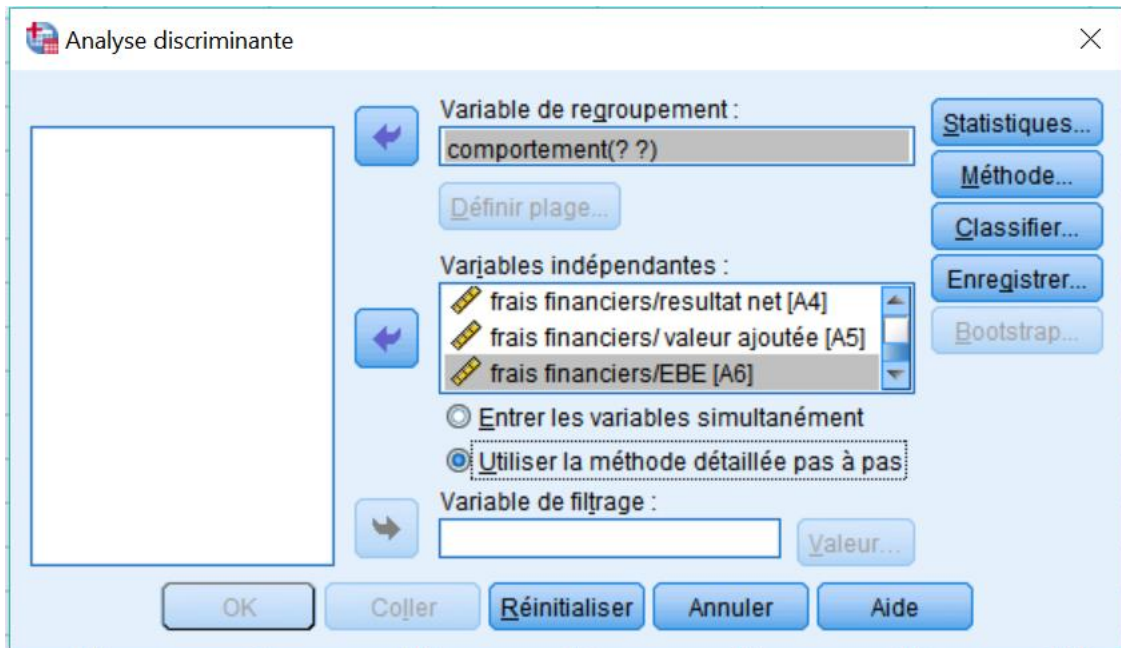 Analyse discriminante
Variable de regroupement :
comportement(? ?)
Définir plage...
Variables indépendantes :
frais financiers/resultat net [A4]
frais financiers/ valeur ajoutée [A5]
frais financiers/EBE [A6]
Entrer les variables simultanément
Utiliser la méthode détaillée pas à pas
Variable de filtrage :
Valeur...
Statistiques...
Méthode...
Classifier...
Enregistrer...
Bootstrap...
OK
Coller
Réinitialiser
Annuler
Aide